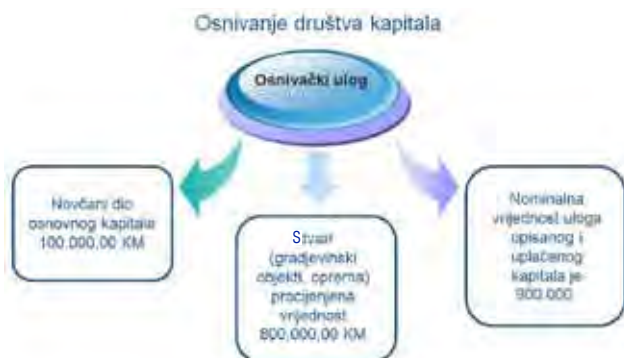 Osnivanje društva kapitala
Osnivački ulog
Novčani dio
osnovnog kapitala
100.000,00 KM
Stvari
(gradjevinski
objekti, oprema)
procijenjena
vrijednost
800.000,00 KM
Nominalna
vrijednost uloga
upisanog i
uplaćenog
kapitala je
900.000